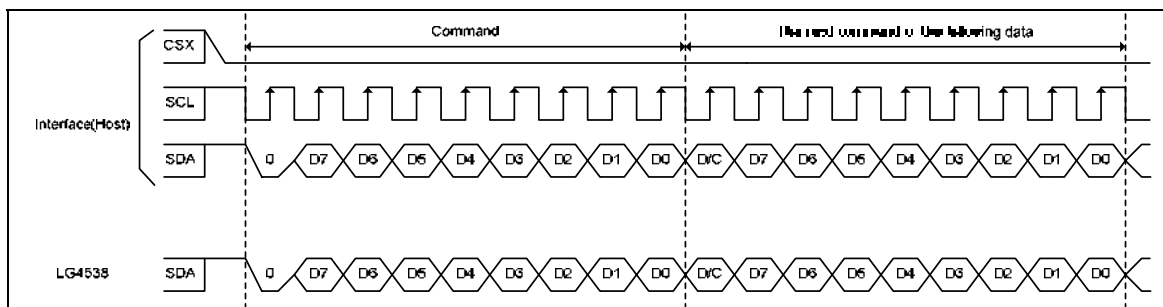 Command
The next command or the following data
CSX
SCL
Interface(Host)
SDA 0 D7 D6 D5 D4 D3 D2 D1 D0 D/C D7 D6 D5 D4 D3 D2 D1 D0
LG4538 SDA 0 D7 D6 D5 D4 D3 D2 D1 D0 D/C D7 D6 D5 D4 D3 D2 D1 D0